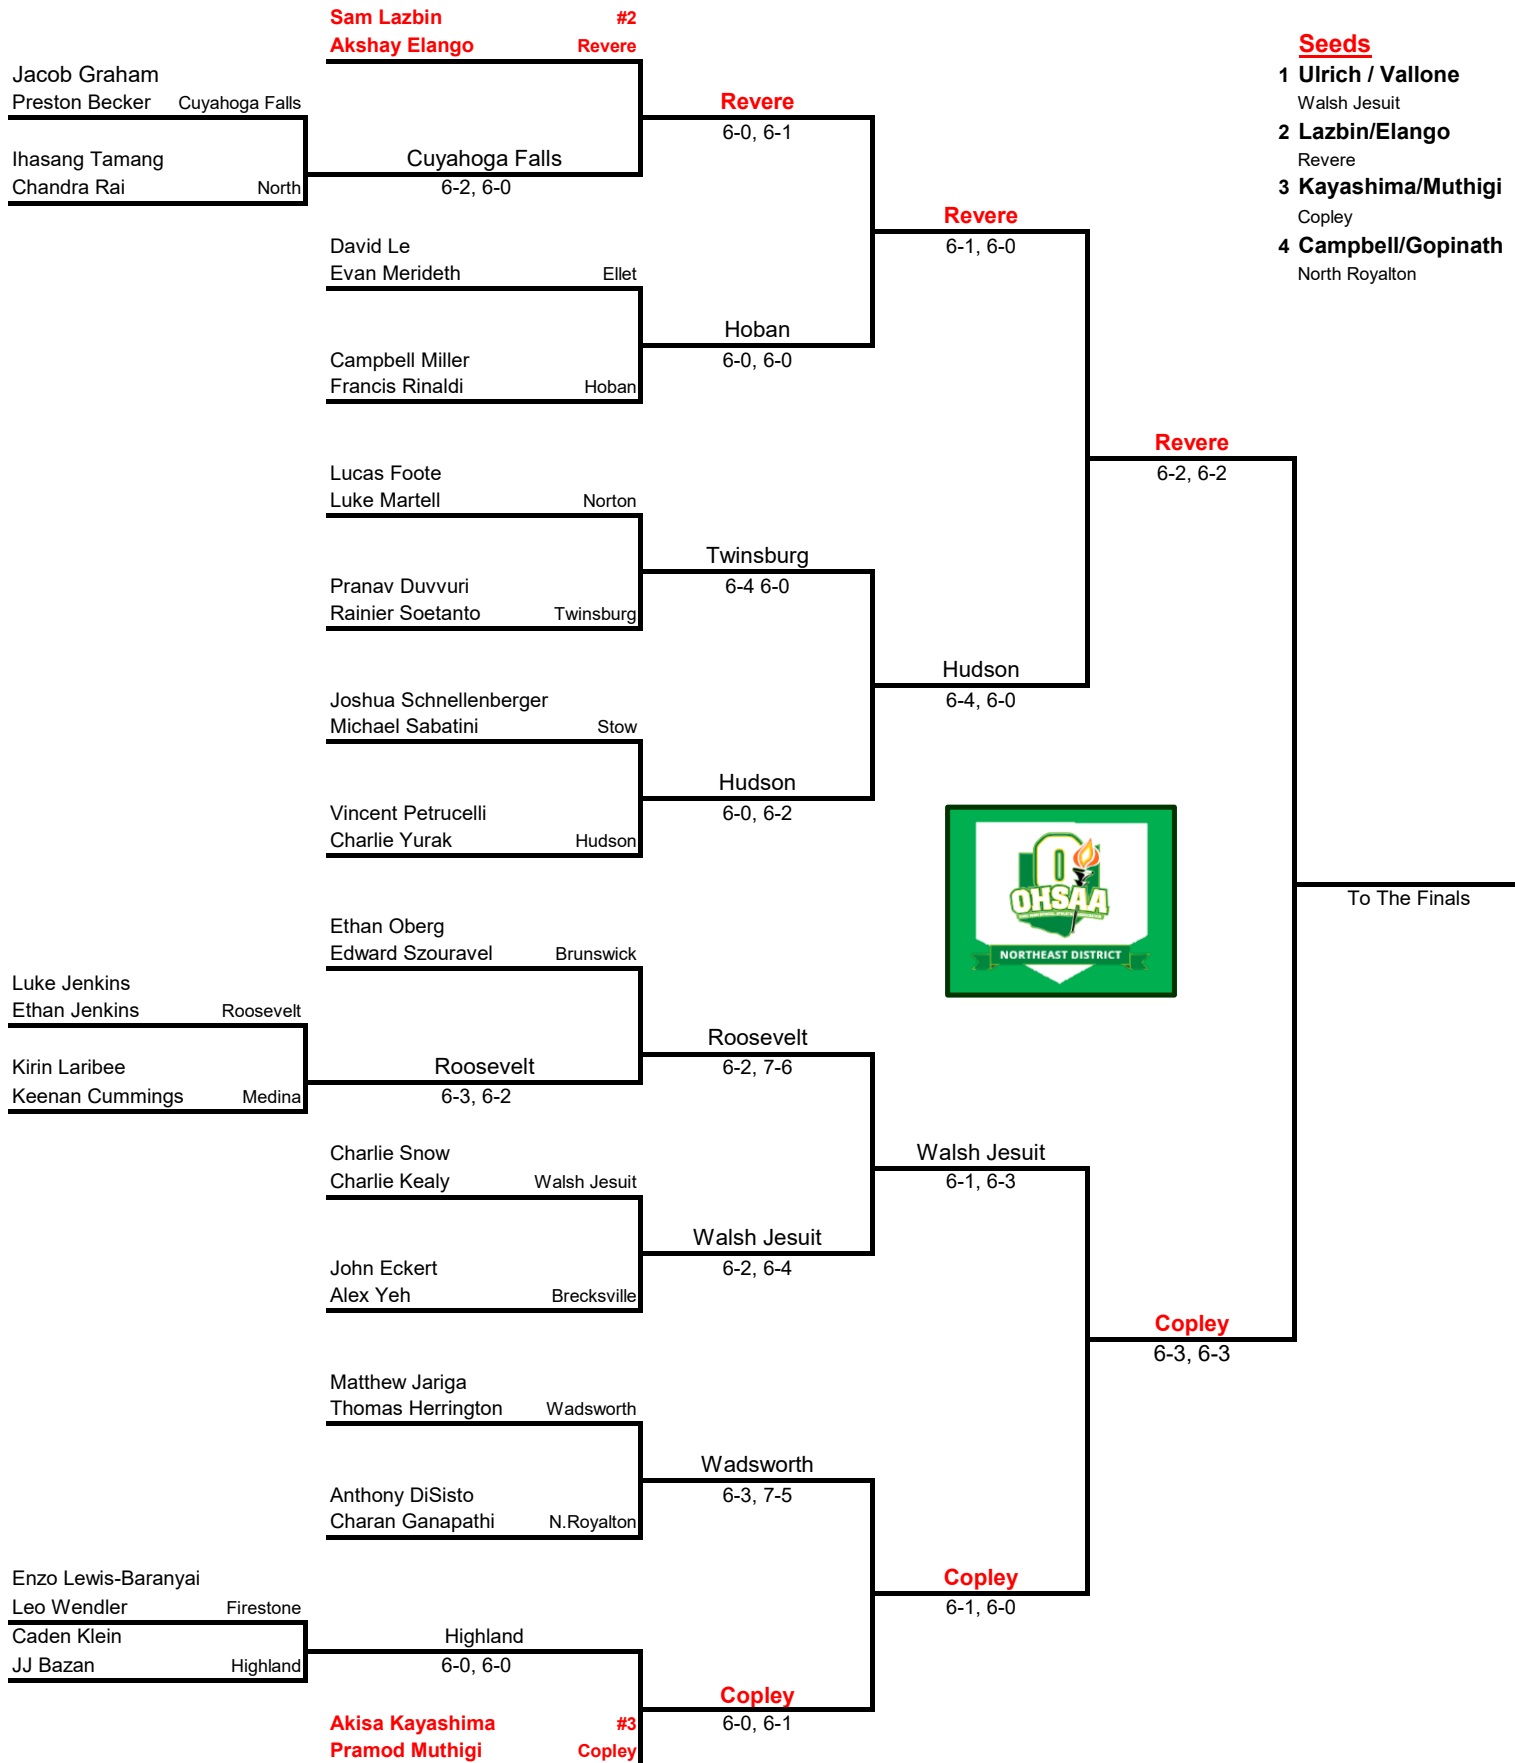 Sam Lazbin #2
Akshay Elango Revere
Seeds
1 Ulrich / Vallone
Walsh Jesuit
2 Lazbin/Elango
Revere
3 Kayashima/Muthigi
Copley
4 Campbell/Gopinath
North Royalton
Jacob Graham
Preston Becker Cuyahoga Falls
Revere
6-0, 6-1
Ihasang Tamang
Chandra Rai North
Cuyahoga Falls
6-2, 6-0
Revere
6-1, 6-0
David Le
Evan Merideth Ellet
Hoban
6-0, 6-0
Campbell Miller
Francis Rinaldi Hoban
Revere
6-2, 6-2
Lucas Foote
Luke Martell Norton
Twinsburg
6-4 6-0
Pranav Duvvuri
Rainier Soetanto Twinsburg
Hudson
6-4, 6-0
Joshua Schnellenberger
Michael Sabatini Stow
Hudson
6-0, 6-2
Vincent Petrucelli
Charlie Yurak Hudson
OHSAA
NORTHEAST DISTRICT
To The Finals
Ethan Oberg
Edward Szouravel Brunswick
Luke Jenkins
Ethan Jenkins Roosevelt
Roosevelt
6-2, 7-6
Kirin Laribee
Keenan Cummings Medina
Roosevelt
6-3, 6-2
Charlie Snow
Charlie Kealy Walsh Jesuit
Walsh Jesuit
6-1, 6-3
Walsh Jesuit
6-2, 6-4
John Eckert
Alex Yeh Brecksville
Copley
6-3, 6-3
Matthew Jariga
Thomas Herrington Wadsworth
Wadsworth
6-3, 7-5
Anthony DiSisto
Charan Ganapathi N.Royalton
Copley
6-1, 6-0
Enzo Lewis-Baranyai
Leo Wendler Firestone
Caden Klein
JJ Bazan Highland
Highland
6-0, 6-0
Copley
6-0, 6-1
Akisa Kayashima #3
Pramod Muthigi Copley